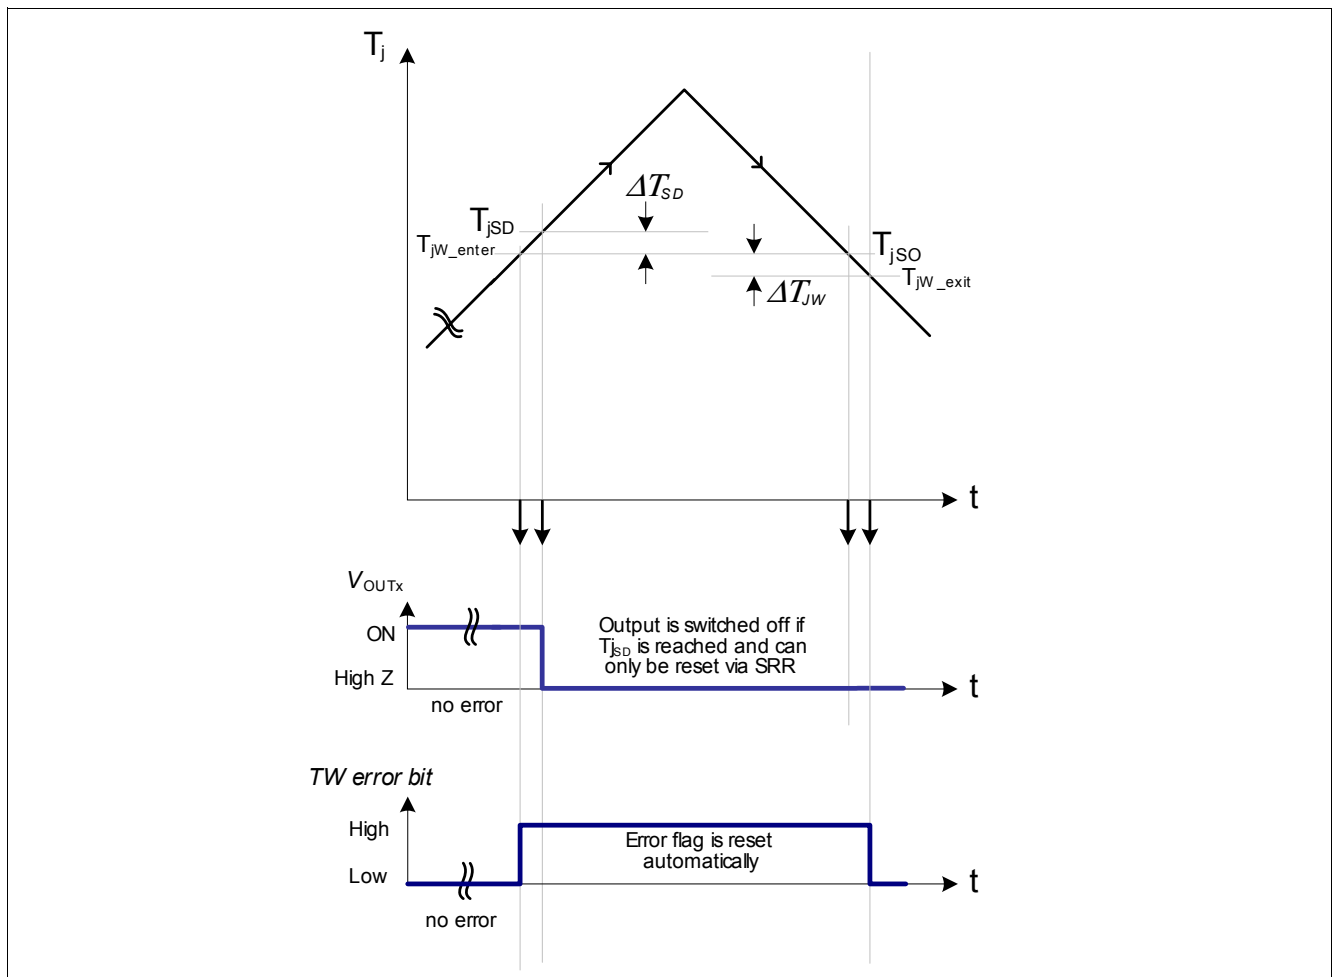 Tj
ΔTSD
TjSD
TjW_enter
TjSO
TjW_exit
ΔTJW
t
VOUTx
ON
High Z
no error
Output is switched off if
TjSD is reached and can
only be reset via SRR
t
TW error bit
High
Low
no error
Error flag is reset
automatically
t